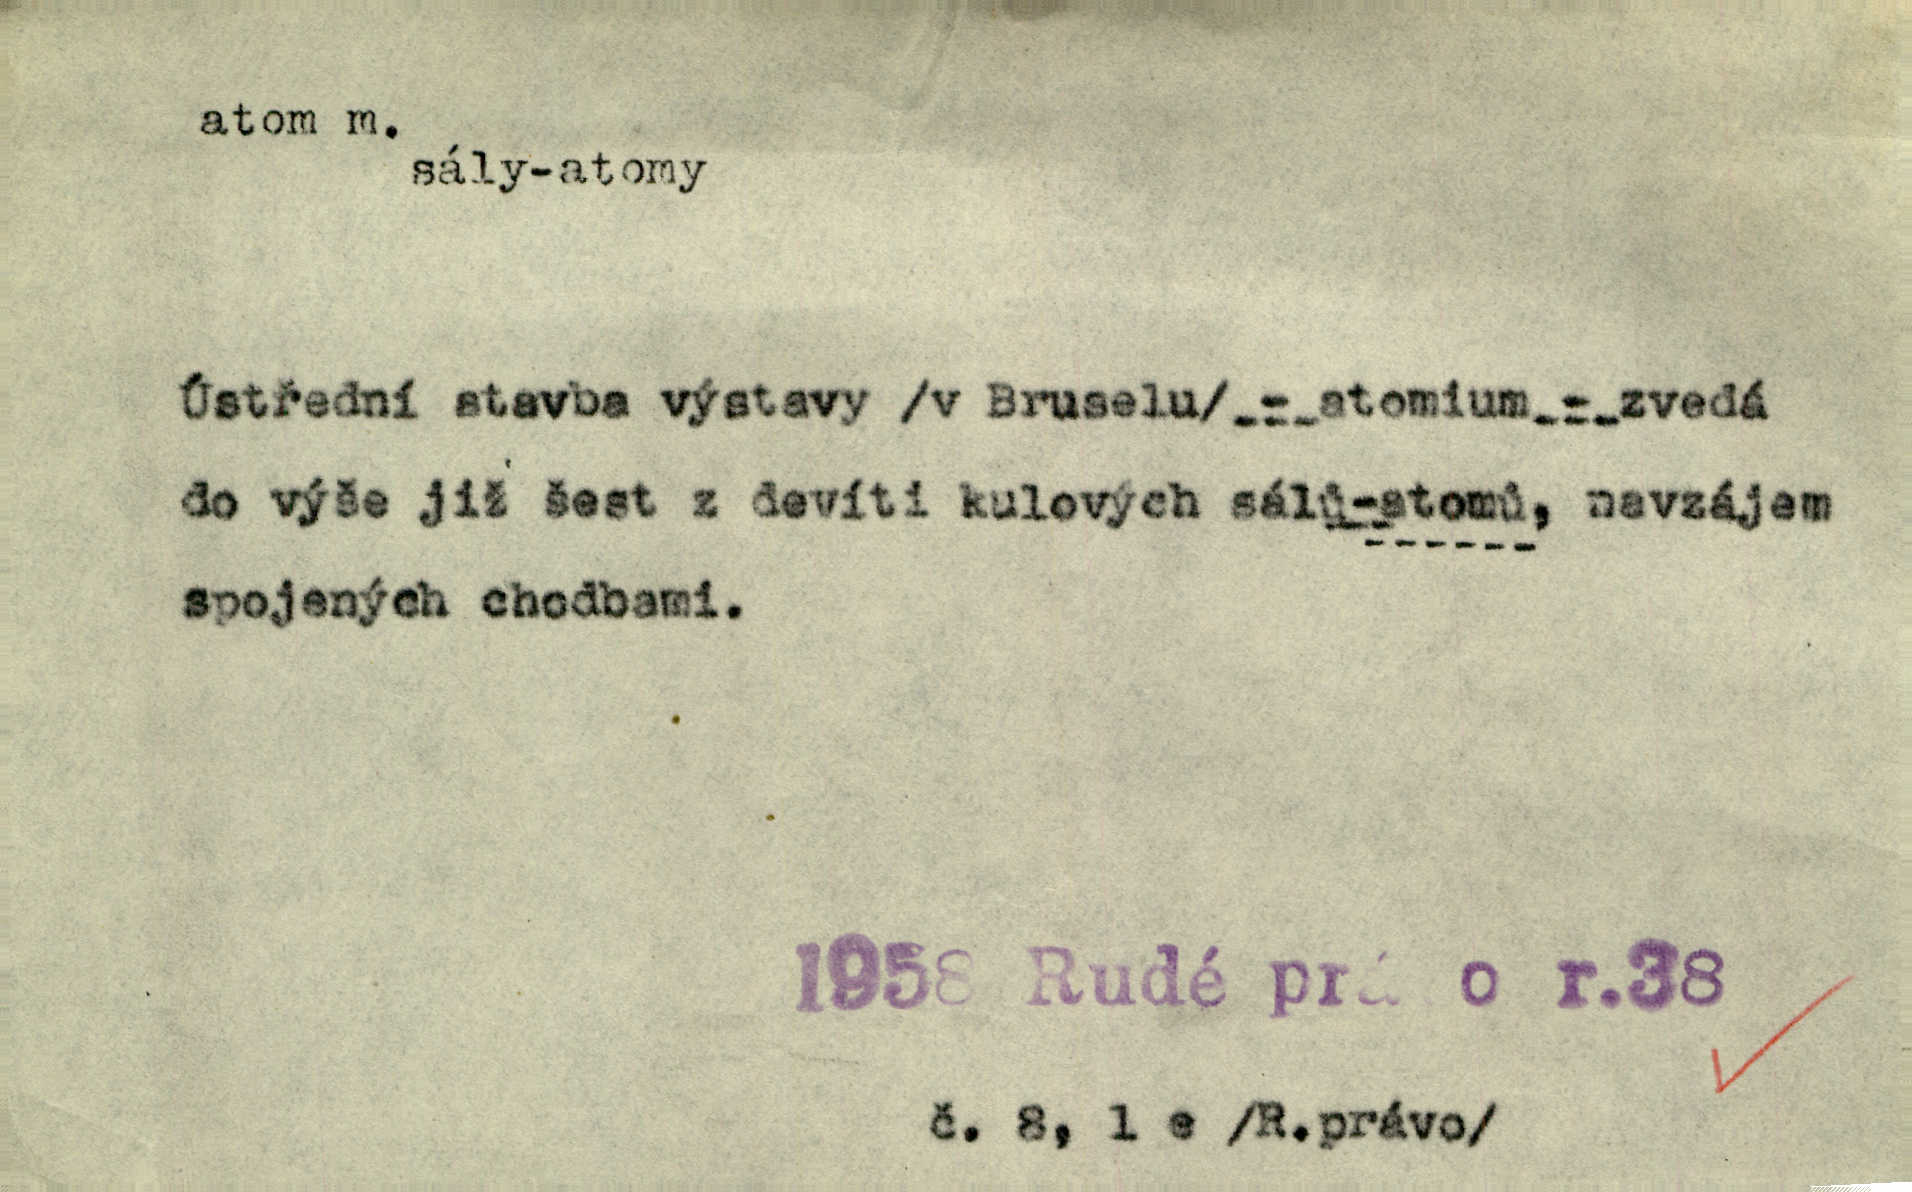 atom m.
sály-atomy
Ústřední stavba výstavy /v Bruselu/ - atomium - zvedá
do výše již šest z devíti kulových sálů-atomů, navzájem
spojených chodbami.
1958 Rudé prá o r.38
č. 8, 1 e /R.právo/